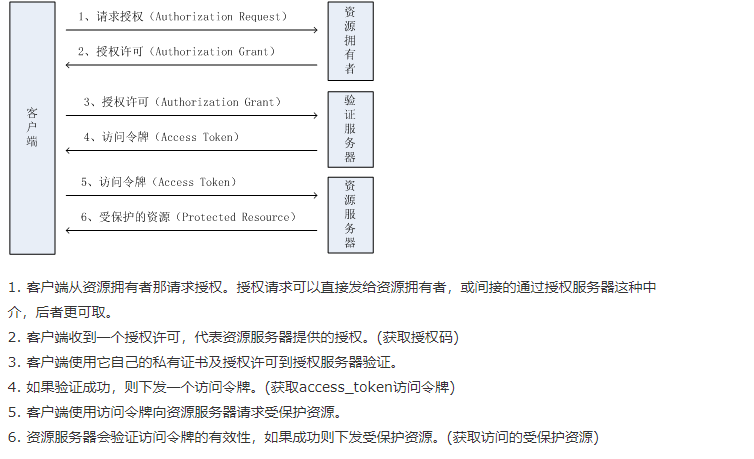 客户端
1、请求授权（Authorization Request）
2、授权许可（Authorization Grant）
资源拥有者
3、授权许可（Authorization Grant）
4、访问令牌（Access Token）
验证服务器
5、访问令牌（Access Token）
6、受保护的资源（Protected Resource）
资源服务器
1. 客户端从资源拥有者那请求授权。授权请求可以直接发给资源拥有者，或间接的通过授权服务器这种中
介，后者更可取。
2. 客户端收到一个授权许可，代表资源服务器提供的授权。(获取授权码)
3. 客户端使用它自己的私有证书及授权许可到授权服务器验证。
4. 如果验证成功，则下发一个访问令牌。(获取access_token访问令牌)
5. 客户端使用访问令牌向资源服务器请求受保护资源。
6. 资源服务器会验证访问令牌的有效性，如果成功则下发受保护资源。(获取访问的受保护资源)